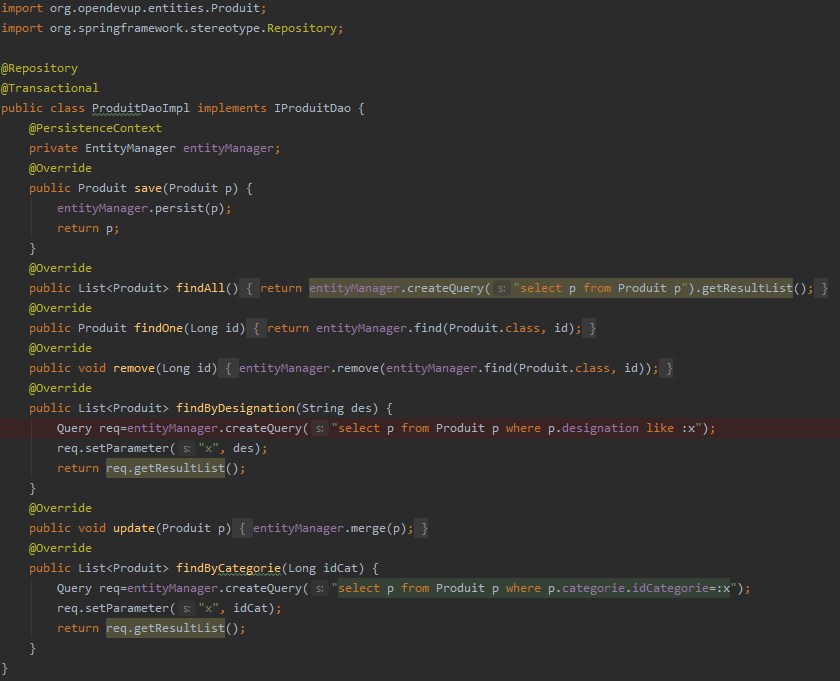 import org.opendevup.entities.Produit;
import org.springframework.stereotype.Repository;
@Repository
@Transactional
public class ProduitDaoImpl implements IProduitDao {
@PersistenceContext
private EntityManager entityManager;
@Override
public Produit save(Produit p) {
entityManager.persist(p);
return p;
}
@Override
public List<Produit> findAll() { return entityManager.createQuery( s: "select p from Produit p").getResultList(); }
@Override
public Produit findOne(Long id) { return entityManager.find(Produit.class, id); }
@Override
public void remove(Long id) { entityManager.remove(entityManager.find(Produit.class, id)); }
@Override
public List<Produit> findByDesignation(String des) {
Query req=entityManager.createQuery( s: "select p from Produit p where p.designation like :x");
req.setParameter( s: "x", des);
return req.getResultList();
}
@Override
public void update(Produit p) { entityManager.merge(p); }
@Override
public List<Produit> findByCategorie(Long idCat) {
Query req=entityManager.createQuery( s: "select p from Produit p where p.categorie.idCategorie=:x");
req.setParameter( s: "x", idCat);
return req.getResultList();
}
}